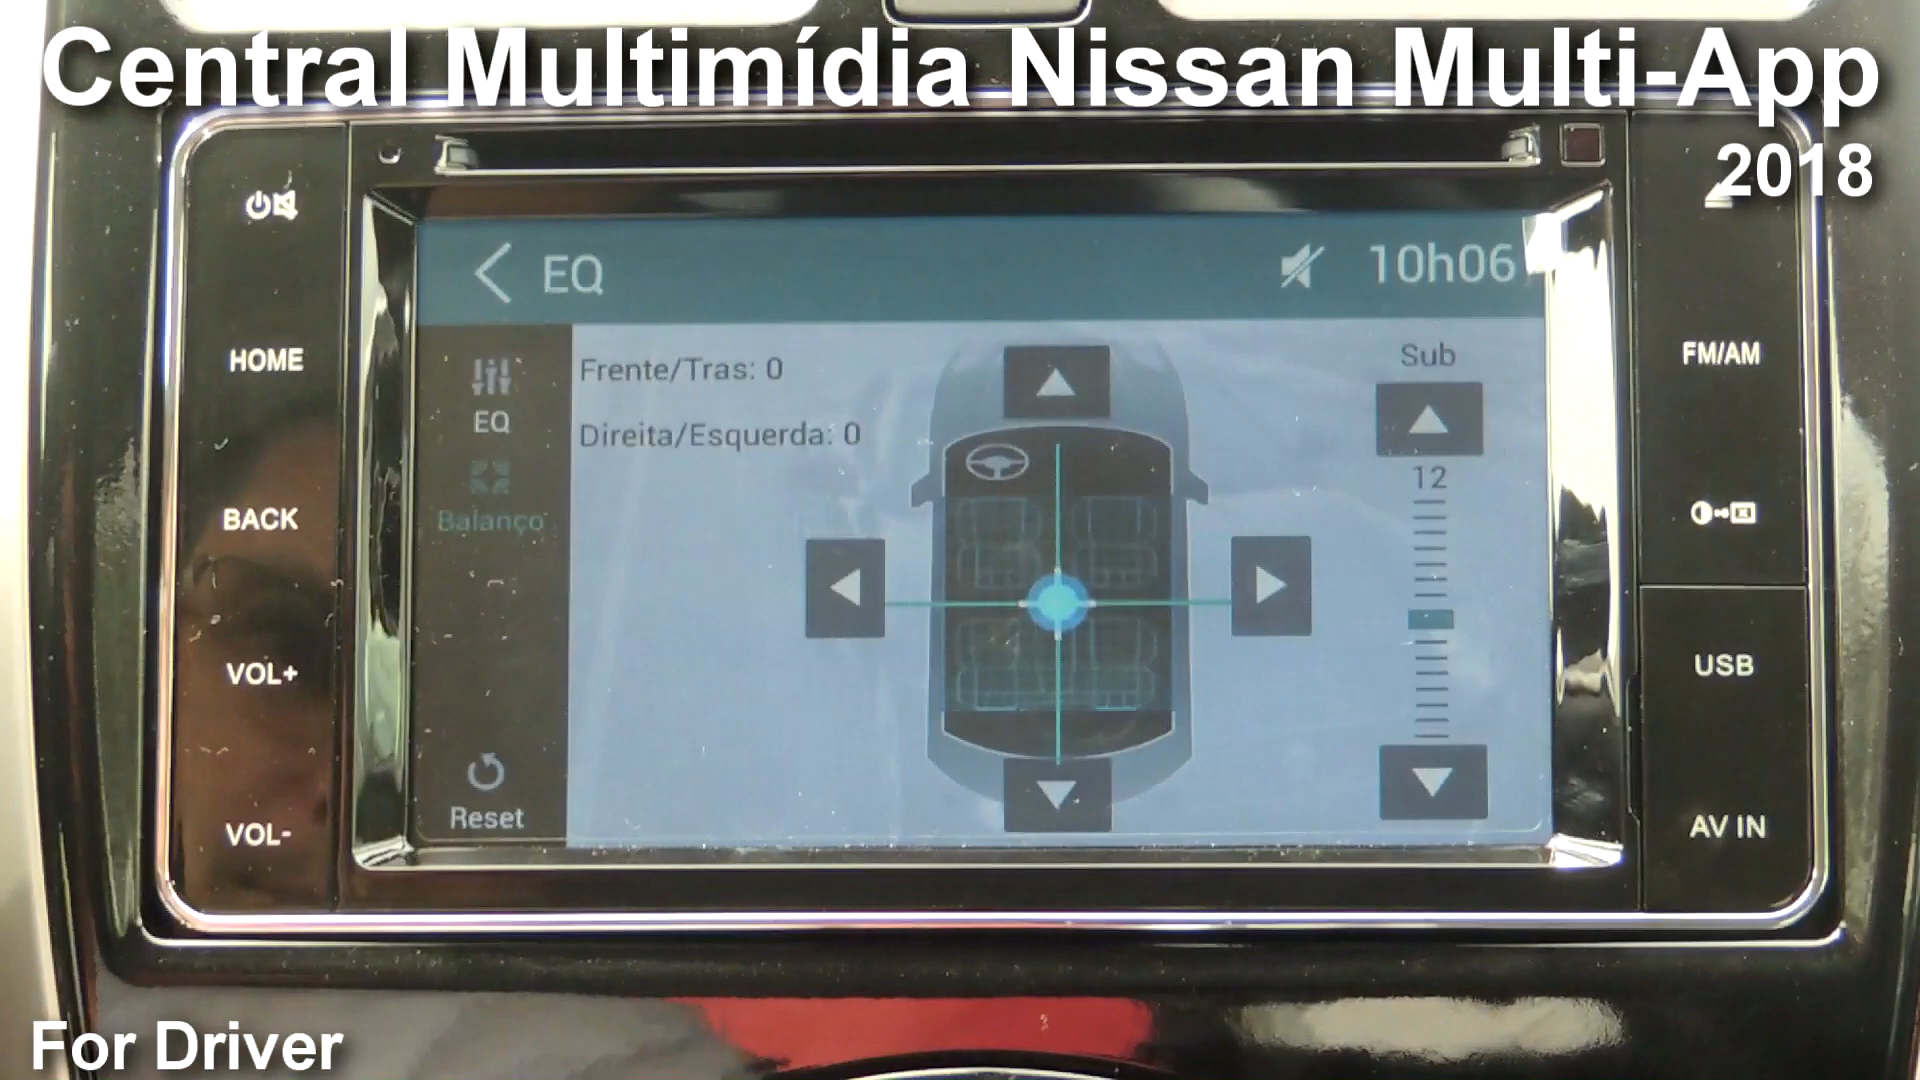 Central Multimídia Nissan Multi-App
2018
EQ
10h06
HOME
BACK
VOL+
VOL-
EQ
Balanço
Reset
Frente/Tras: 0
Direita/Esquerda: 0
Sub
12
FM/AM
USB
AV IN
For Driver